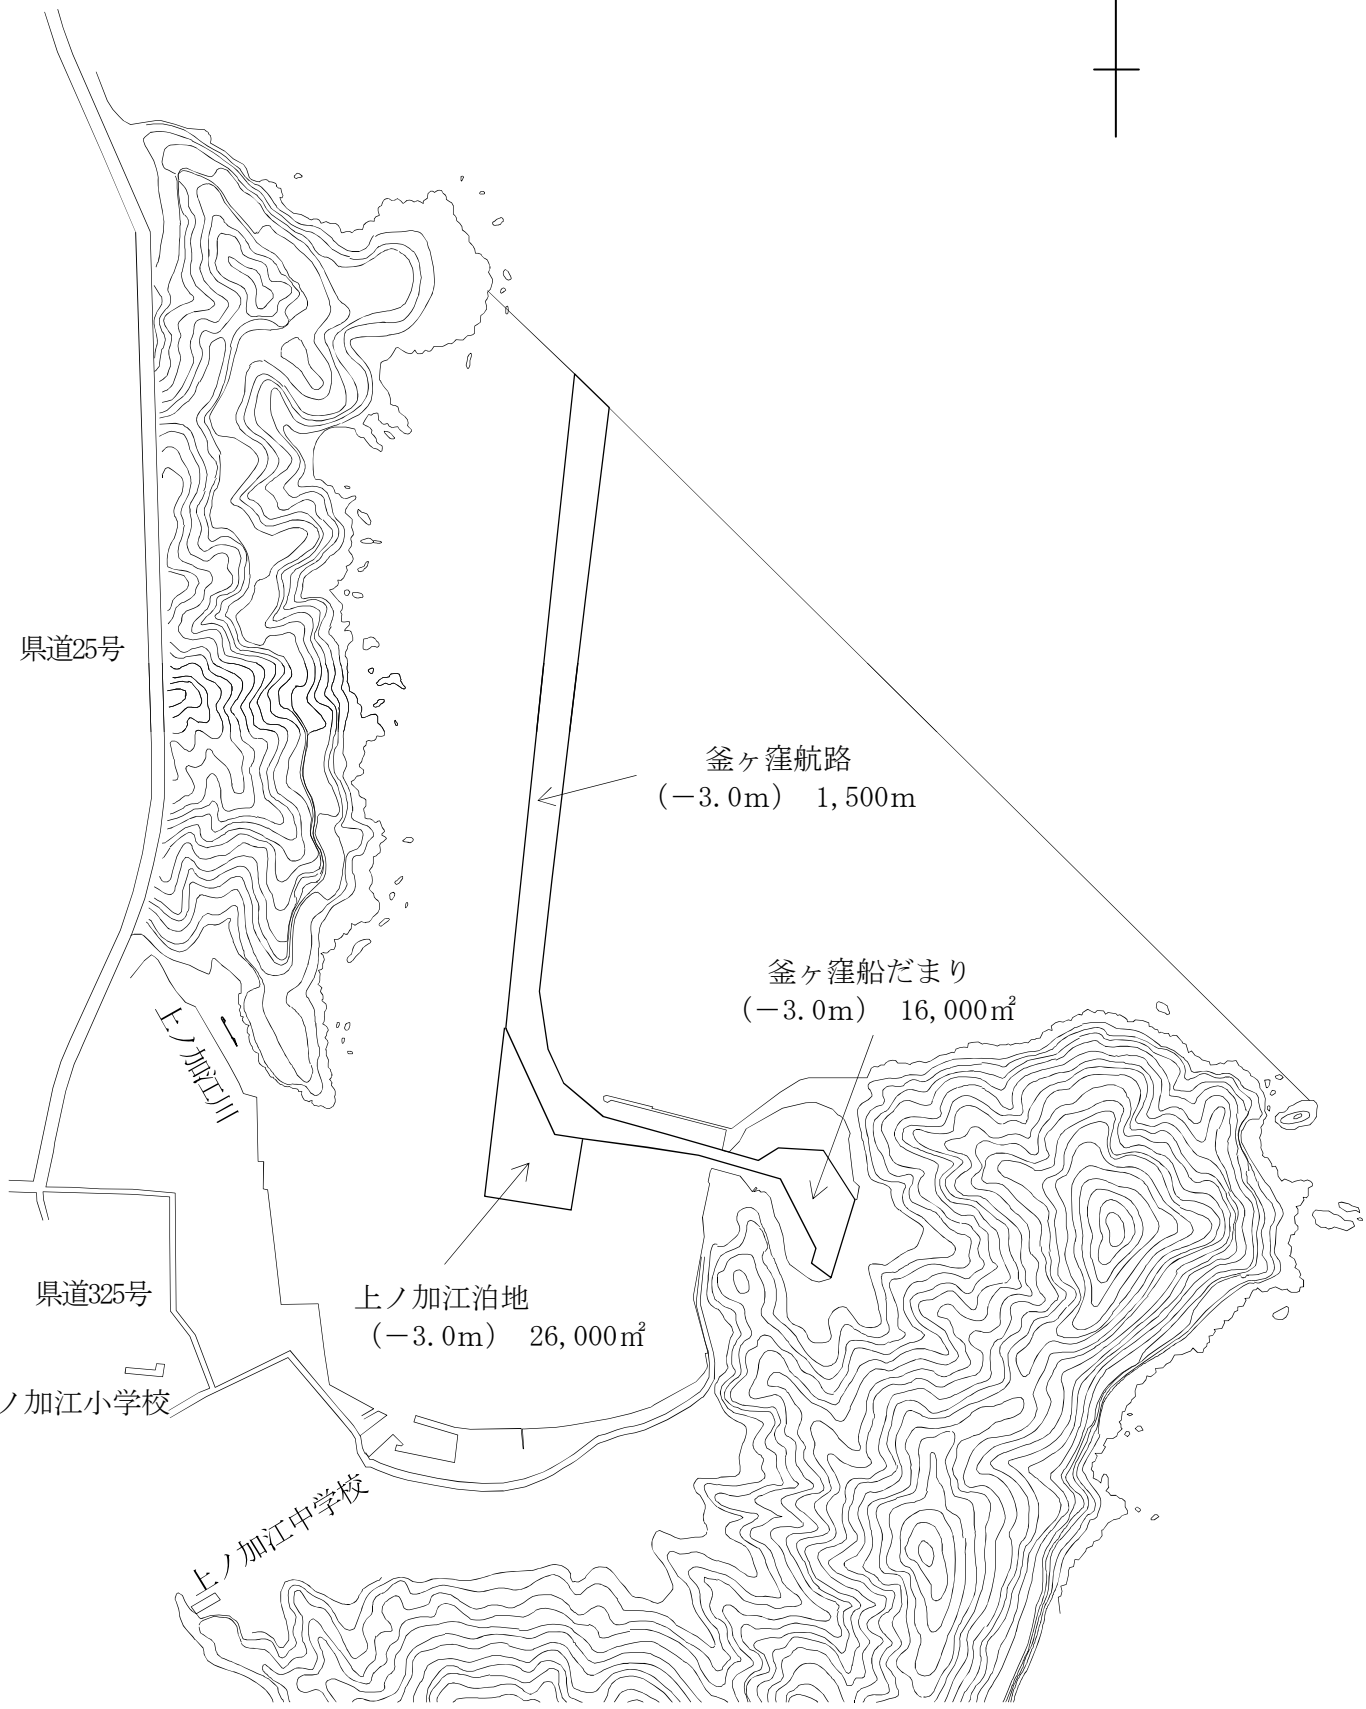 県道25号
釜ヶ窪航路
(－3.0m) 1,500m
釜ヶ窪船だまり
(－3.0m) 16,000㎡
上ノ加江川
県道325号
上ノ加江泊地
(－3.0m) 26,000㎡
ノ加江小学校
上ノ加江中学校